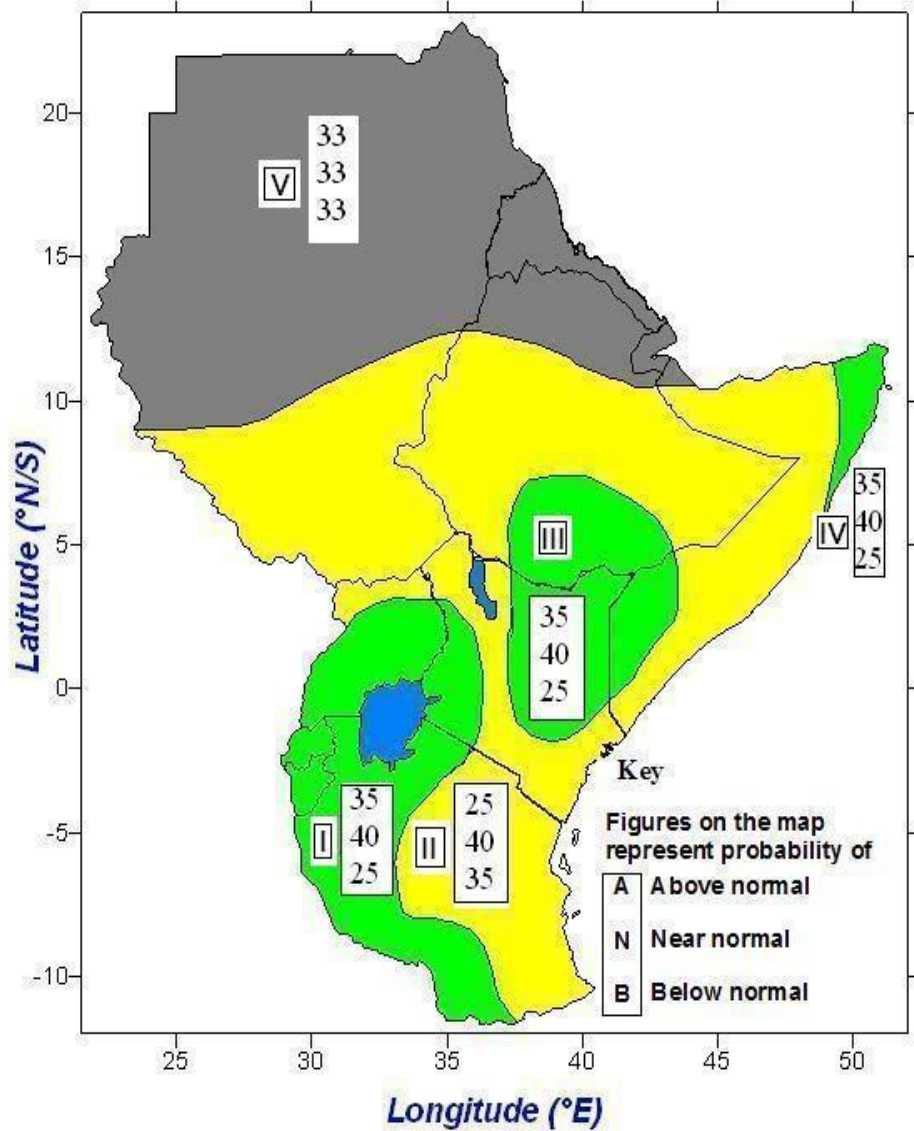 20
15
10
5
0
-5
-10
Latitude (°N/S)
V
33
33
33
III
35
40
25
IV
35
40
25
I
35
40
25
II
25
40
35
Key
Figures on the map
represent probability of
A Above normal
N Near normal
B Below normal
25 30 35 40 45 50
Longitude (°E)